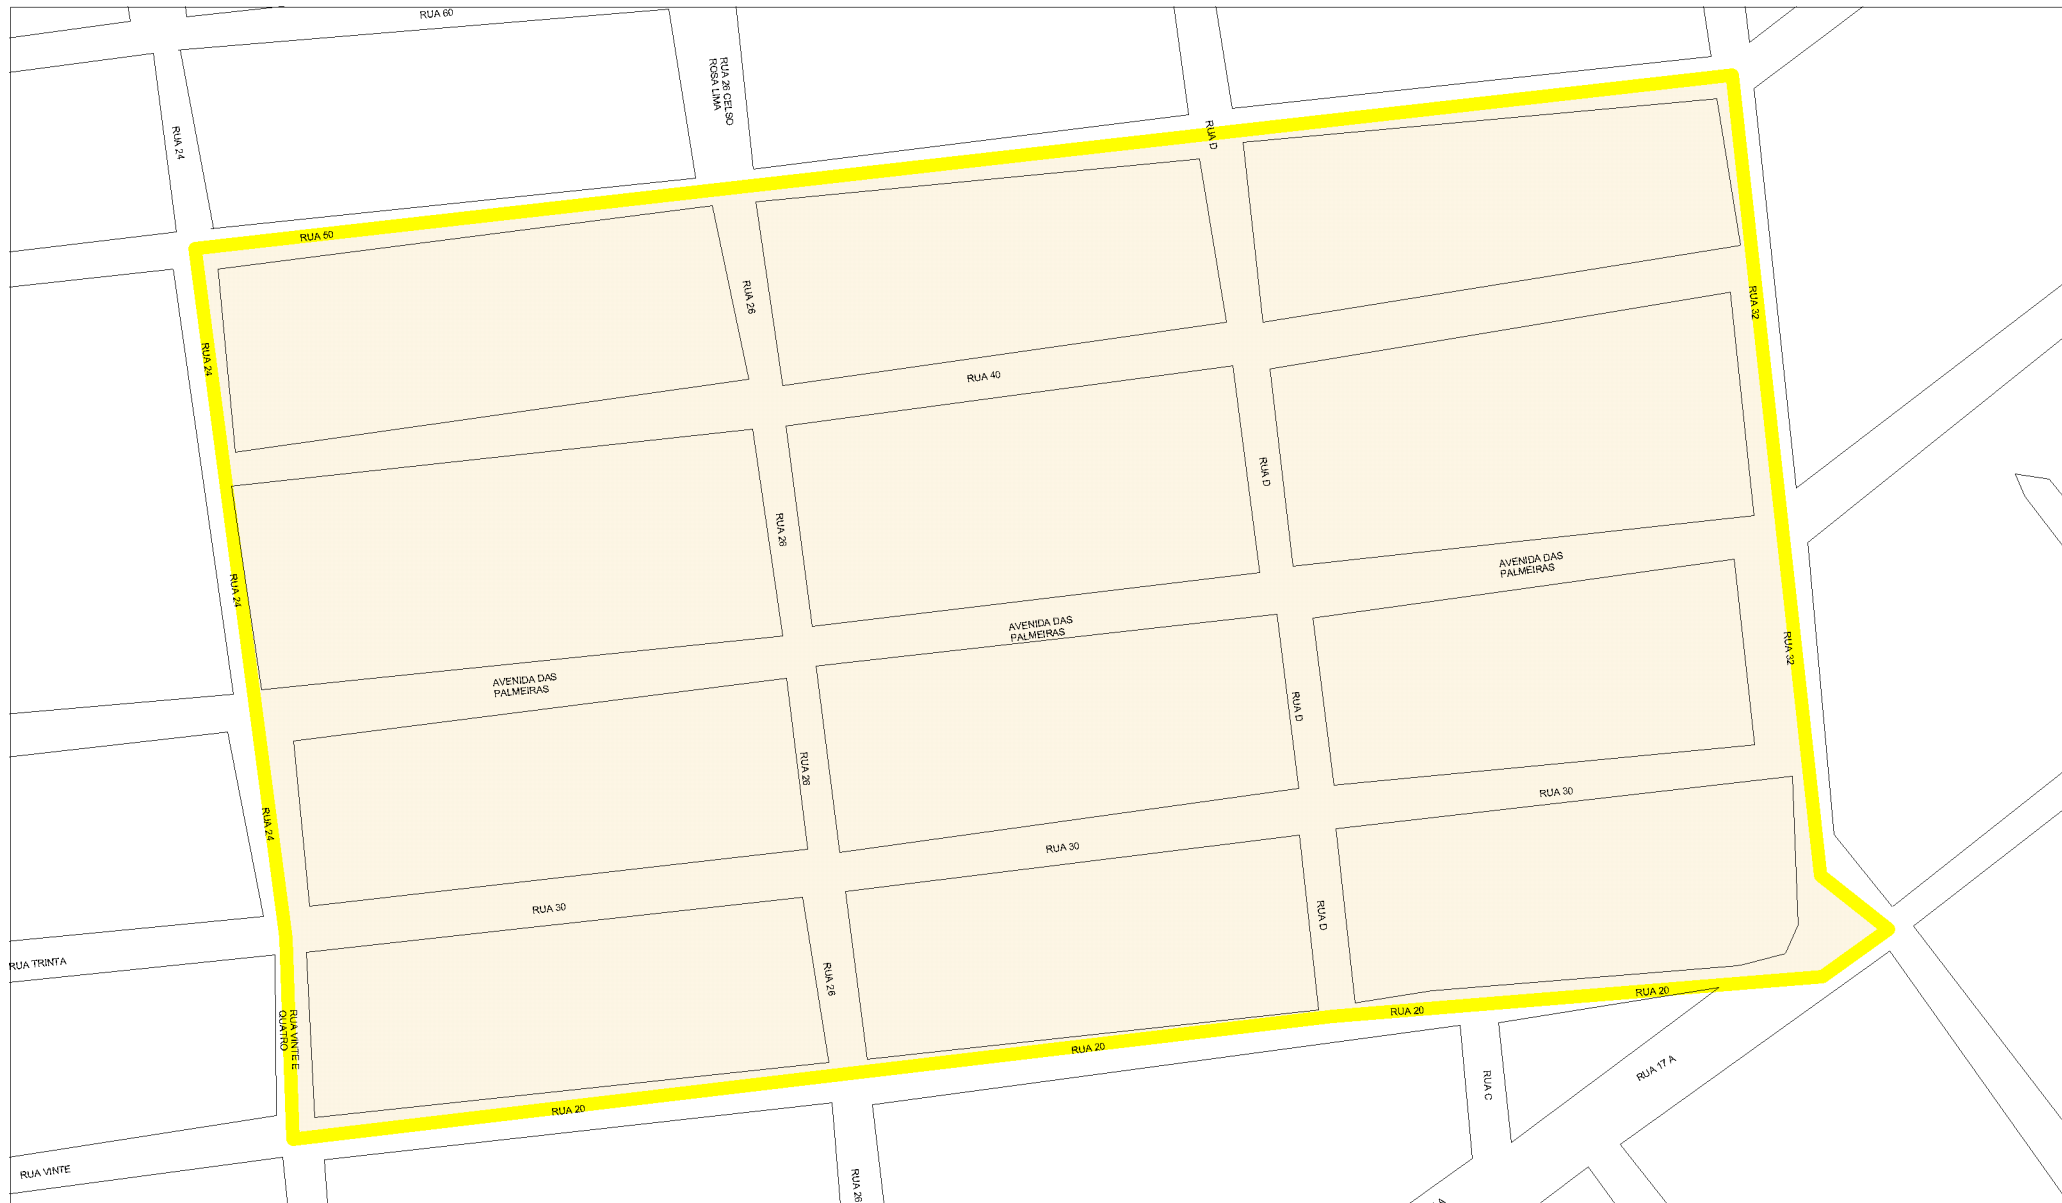 RUA 60
RUA 26 CELSO
ROSA LIMA
RUA 24
RUA D
RUA 50
RUA 26
RUA 32
RUA 24
RUA 40
RUA D
RUA 26
AVENIDA DAS
PALMEIRAS
RUA 24
AVENIDA DAS
PALMEIRAS
RUA 32
AVENIDA DAS
PALMEIRAS
RUA D
RUA 26
RUA 30
RUA 24
RUA 30
RUA 30
RUA D
RUA TRINTA
RUA 26
RUA 20
RUA 20
RUA VINTE E
QUATRO
RUA 20
RUA 17 A
RUA C
RUA 20
RUA VINTE
RUA 26